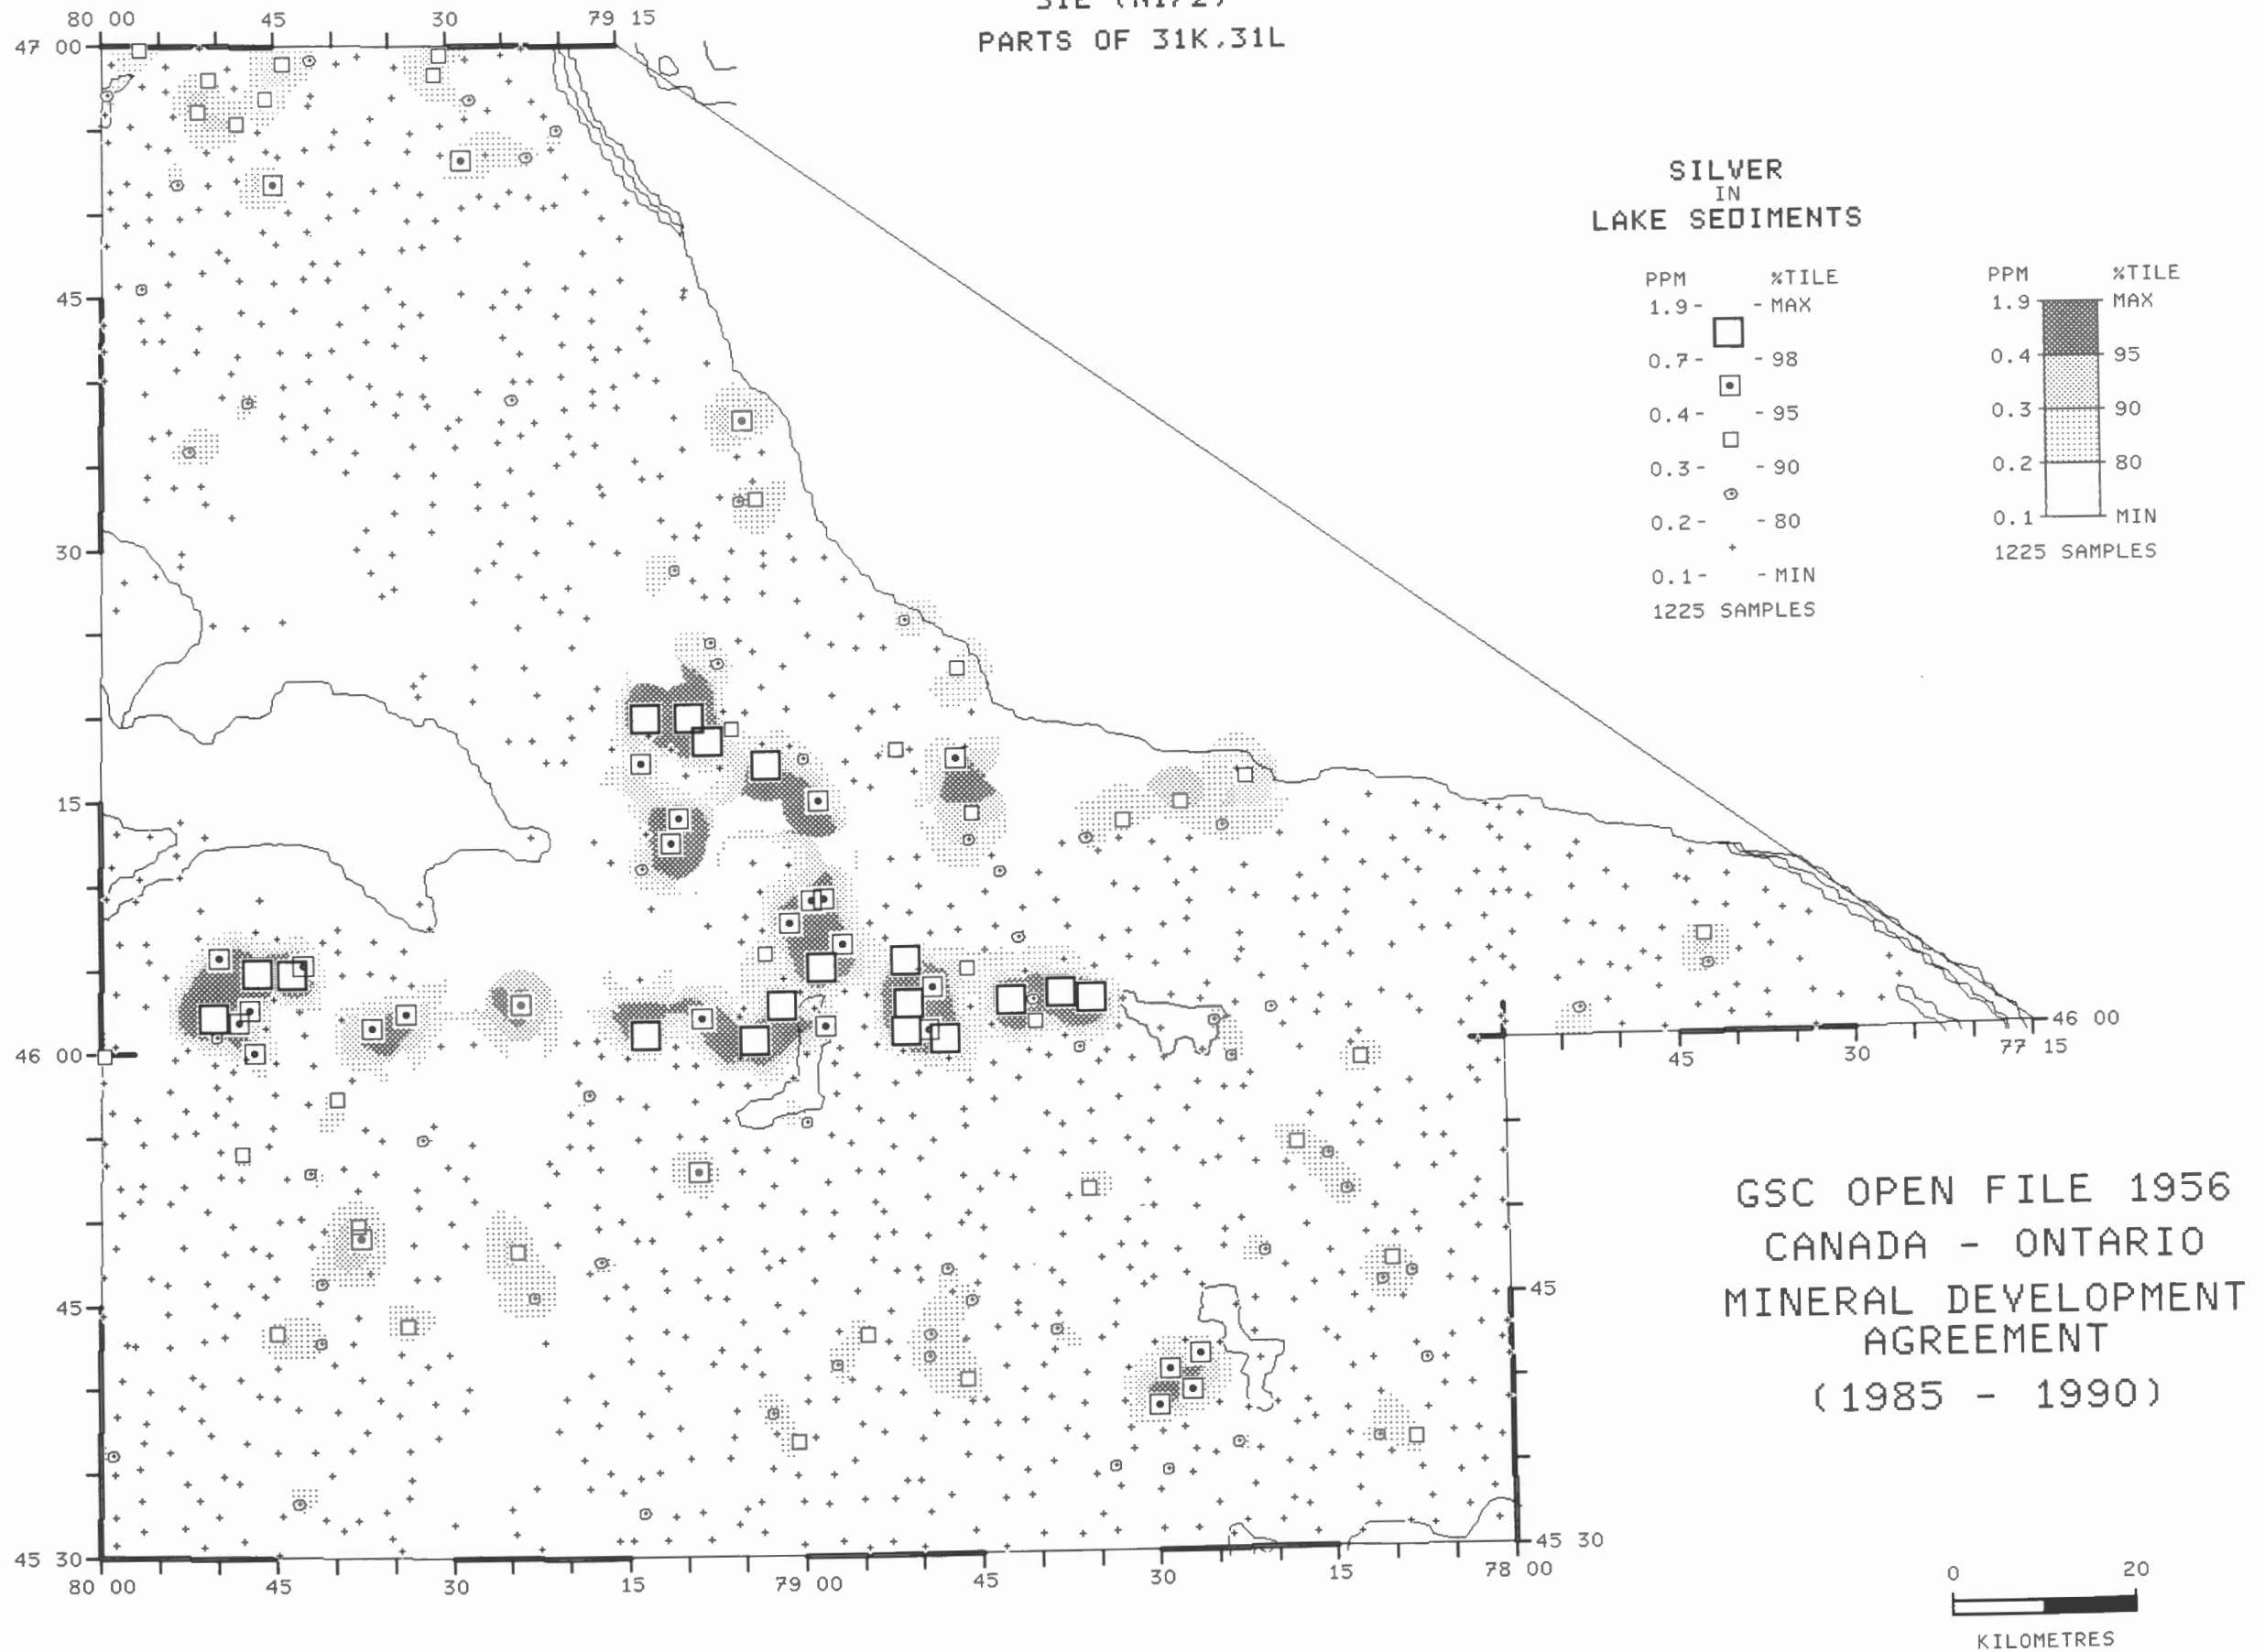 PARTS OF 31K,31L
80 00 45 30 79 15
47 00
45
30
15
46 00
45
45 30
80 00 45 30 15 79 00 45 30 15 78 00
45 30
45
46 00
45 30 77 15
SILVER
IN
LAKE SEDIMENTS
PPM %TILE
1.9- - MAX
0.7- - 98
0.4- - 95
0.3- - 90
0.2- - 80
0.1- - MIN
1225 SAMPLES
PPM %TILE
1.9 MAX
0.4 95
0.3 90
0.2 80
0.1 MIN
1225 SAMPLES
GSC OPEN FILE 1956
CANADA - ONTARIO
MINERAL DEVELOPMENT
AGREEMENT
(1985 - 1990)
0 20
KILOMETRES